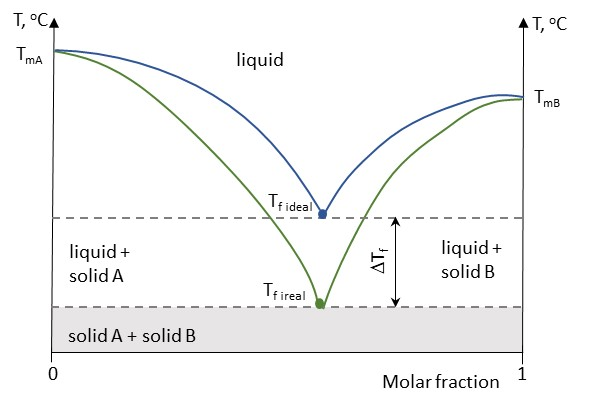 T, °C
T, °C
TmA
liquid
TmB
Tf ideal
liquid +
solid A
ΔTf
liquid +
solid B
Tf ireal
solid A + solid B
0
1
Molar fraction